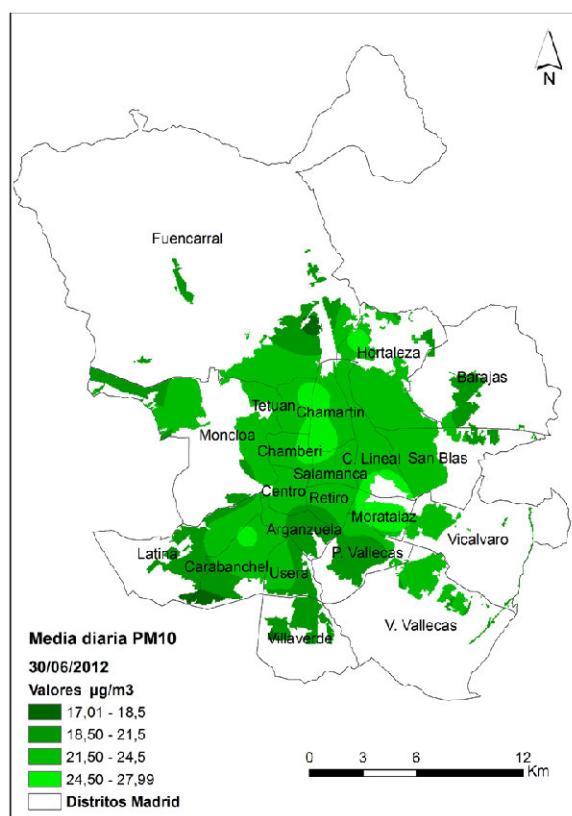 N
Fuencarral
Hortaleza
Barajas
Tetuan
Chamartin
Moncloa
Chamberi
C. Lineal
San Blas
Salamanca
Centro
Retiro
Arganzuela
Moratalaz
Vicalvaro
Latina
P. Vallecas
Carabanchel
Usera
V. Vallecas
Villaverde
Media diaria PM10
30/06/2012
Valores µg/m3
17,01 - 18,5
18,50 - 21,5
21,50 - 24,5
24,50 - 27,99
Distritos Madrid
0 3 6 12
Km